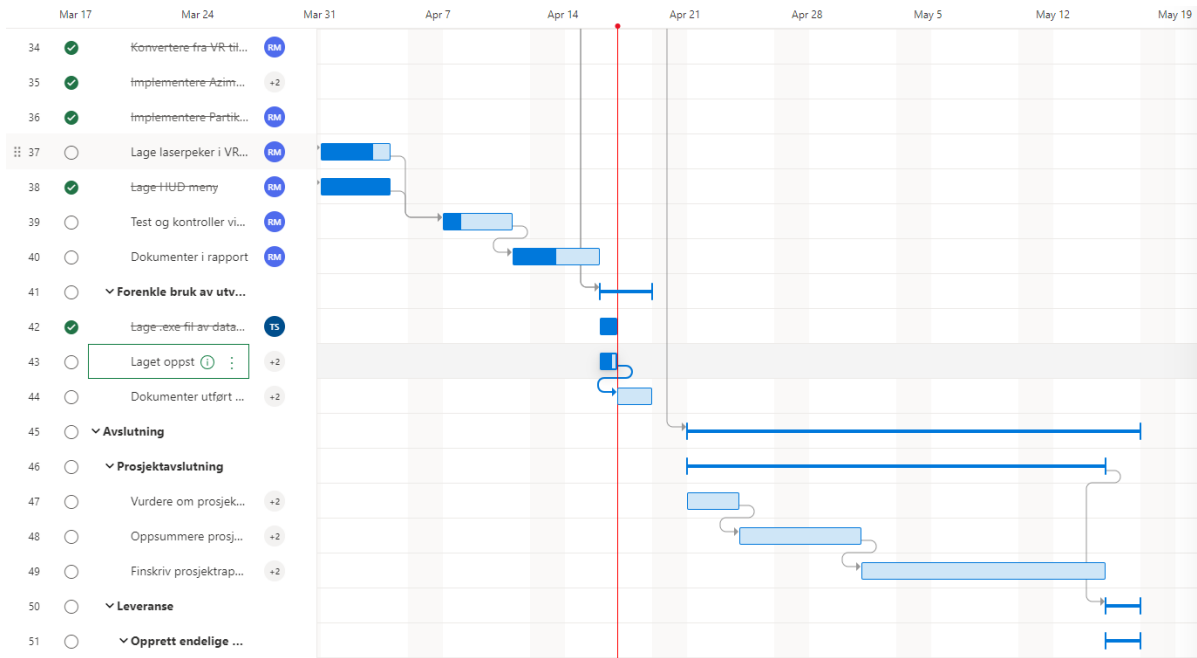 Mar 17 Mar 24 Mar 31 Apr 7 Apr 14 Apr 21 Apr 28 May 5 May 12 May 19
34 Konvertere fra VR til... RM
35 Implementere Azim... +2
36 Implementere Partik... RM
37 Lage laserpeker i VR... RM
38 Lage HUD meny RM
39 Test og kontroller vi... RM
40 Dokumenter i rapport RM
41 Forenkle bruk av utv...
42 Lage .exe fil av data... TS
43 Laget oppst +2
44 Dokumenter utført ... +2
45 Avslutning
46 Prosjektavslutning
47 Vurdere om prosjek... +2
48 Oppsummere prosj... +2
49 Finskriv prosjektrap... +2
50 Leveranse
51 Opprett endelige ...